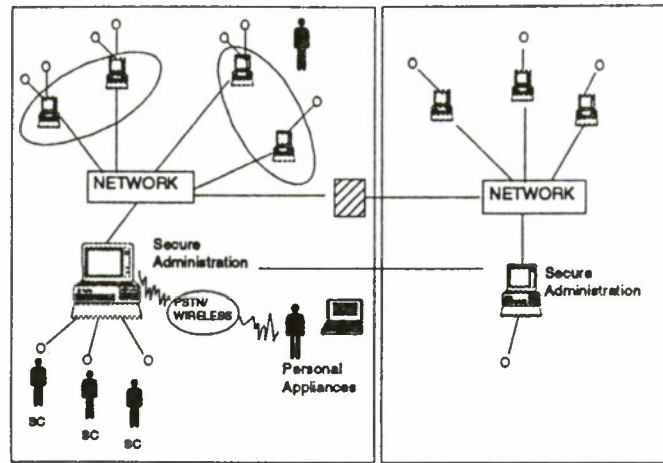 NETWORK
NETWORK
Secure
Administration
Secure
Administration
PSTN/
WIRELESS
Personal
Appliances
SC
SC
SC